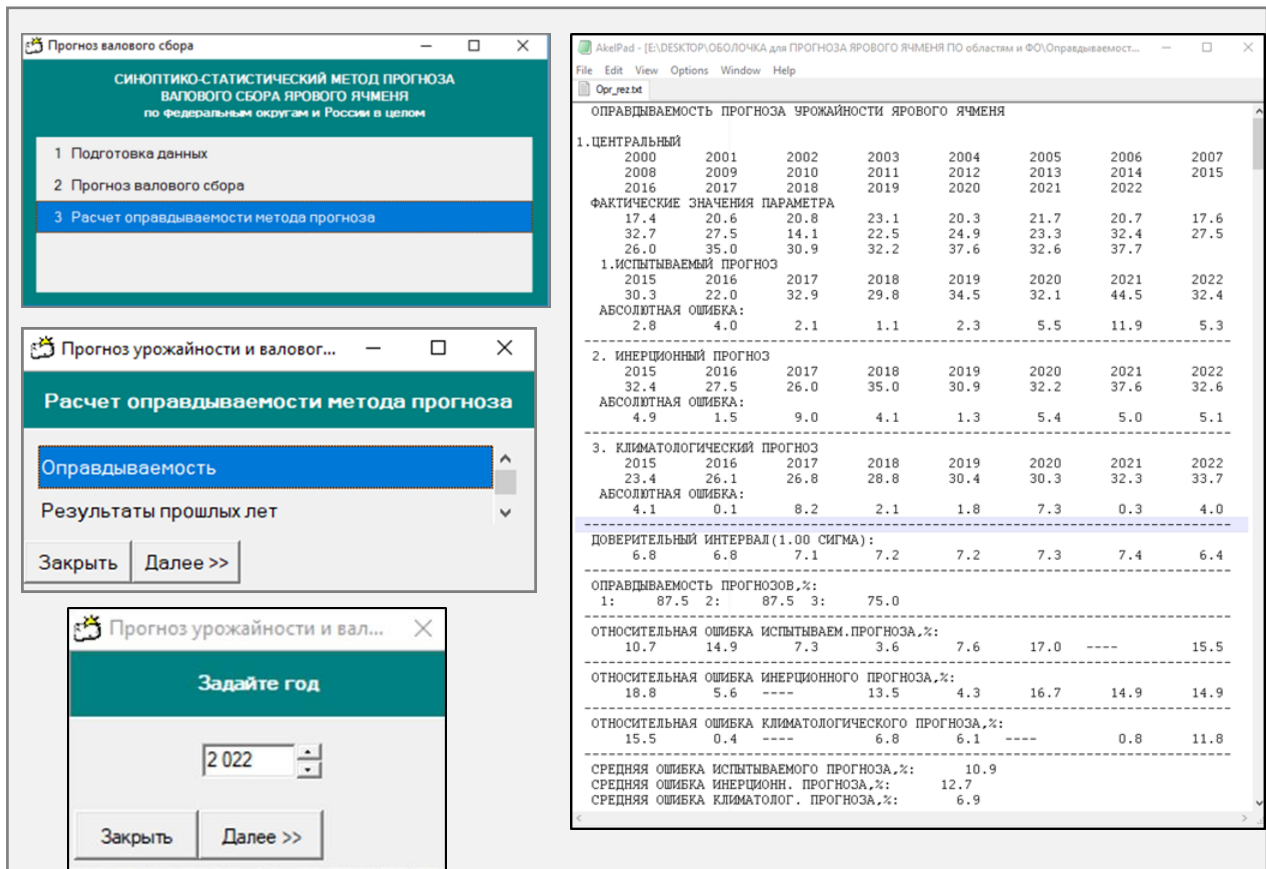 Прогноз валового сбора
СИНОПТИКО-СТАТИСТИЧЕСКИЙ МЕТОД ПРОГНОЗА
ВАЛОВОГО СБОРА ЯРОВОГО ЯЧМЕНЯ
по федеральным округам и России в целом
1 Подготовка данных
2 Прогноз валового сбора
3 Расчет оправдываемости метода прогноза
Прогноз урожайности и валовог...
Расчет оправдываемости метода прогноза
Оправдываемость
Результаты прошлых лет
Закрыть Далее >>
Прогноз урожайности и вал...
Задайте год
2 022
Закрыть Далее >>
AkelPad - [E:\DESKTOP\ОБОЛОЧКА для ПРОГНОЗА ЯРОВОГО ЯЧМЕНЯ ПО областям и ФО\Оправдываемост...
File Edit View Options Window Help
Opr_rez.txt
ОПРАВДЫВАЕМОСТЬ ПРОГНОЗА УРОЖАЙНОСТИ ЯРОВОГО ЯЧМЕНЯ
1.ЦЕНТРАЛЬНЫЙ
2000 2001 2002 2003 2004 2005 2006 2007
2008 2009 2010 2011 2012 2013 2014 2015
2016 2017 2018 2019 2020 2021 2022
ФАКТИЧЕСКИЕ ЗНАЧЕНИЯ ПАРАМЕТРА
17.4 20.6 20.8 23.1 20.3 21.7 20.7 17.6
32.7 27.5 14.1 22.5 24.9 23.3 32.4 27.5
26.0 35.0 30.9 32.2 37.6 32.6 37.7
1.ИСПЫТЫВАЕМЫЙ ПРОГНОЗ
2015 2016 2017 2018 2019 2020 2021 2022
30.3 22.0 32.9 29.8 34.5 32.1 44.5 32.4
АБСОЛЮТНАЯ ОШИБКА:
2.8 4.0 2.1 1.1 2.3 5.5 11.9 5.3
2. ИНЕРЦИОННЫЙ ПРОГНОЗ
2015 2016 2017 2018 2019 2020 2021 2022
32.4 27.5 26.0 35.0 30.9 32.2 37.6 32.6
АБСОЛЮТНАЯ ОШИБКА:
4.9 1.5 9.0 4.1 1.3 5.4 5.0 5.1
3. КЛИМАТОЛОГИЧЕСКИЙ ПРОГНОЗ
2015 2016 2017 2018 2019 2020 2021 2022
23.4 26.1 26.8 28.8 30.4 30.3 32.3 33.7
АБСОЛЮТНАЯ ОШИБКА:
4.1 0.1 8.2 2.1 1.8 7.3 0.3 4.0
ДОВЕРИТЕЛЬНЫЙ ИНТЕРВАЛ(1.00 СИГМА):
6.8 6.8 7.1 7.2 7.2 7.3 7.4 6.4
ОПРАВДЫВАЕМОСТЬ ПРОГНОЗОВ,%:
1: 87.5 2: 87.5 3: 75.0
ОТНОСИТЕЛЬНАЯ ОШИБКА ИСПЫТЫВАЕМ.ПРОГНОЗА,%:
10.7 14.9 7.3 3.6 7.6 17.0 ---- 15.5
ОТНОСИТЕЛЬНАЯ ОШИБКА ИНЕРЦИОННОГО ПРОГНОЗА,%:
18.8 5.6 ---- 13.5 4.3 16.7 14.9 14.9
ОТНОСИТЕЛЬНАЯ ОШИБКА КЛИМАТОЛОГИЧЕСКОГО ПРОГНОЗА,%:
15.5 0.4 ---- 6.8 6.1 ---- 0.8 11.8
СРЕДНЯЯ ОШИБКА ИСПЫТЫВАЕМОГО ПРОГНОЗА,%: 10.9
СРЕДНЯЯ ОШИБКА ИНЕРЦИОНН. ПРОГНОЗА,%: 12.7
СРЕДНЯЯ ОШИБКА КЛИМАТОЛОГ. ПРОГНОЗА,%: 6.9